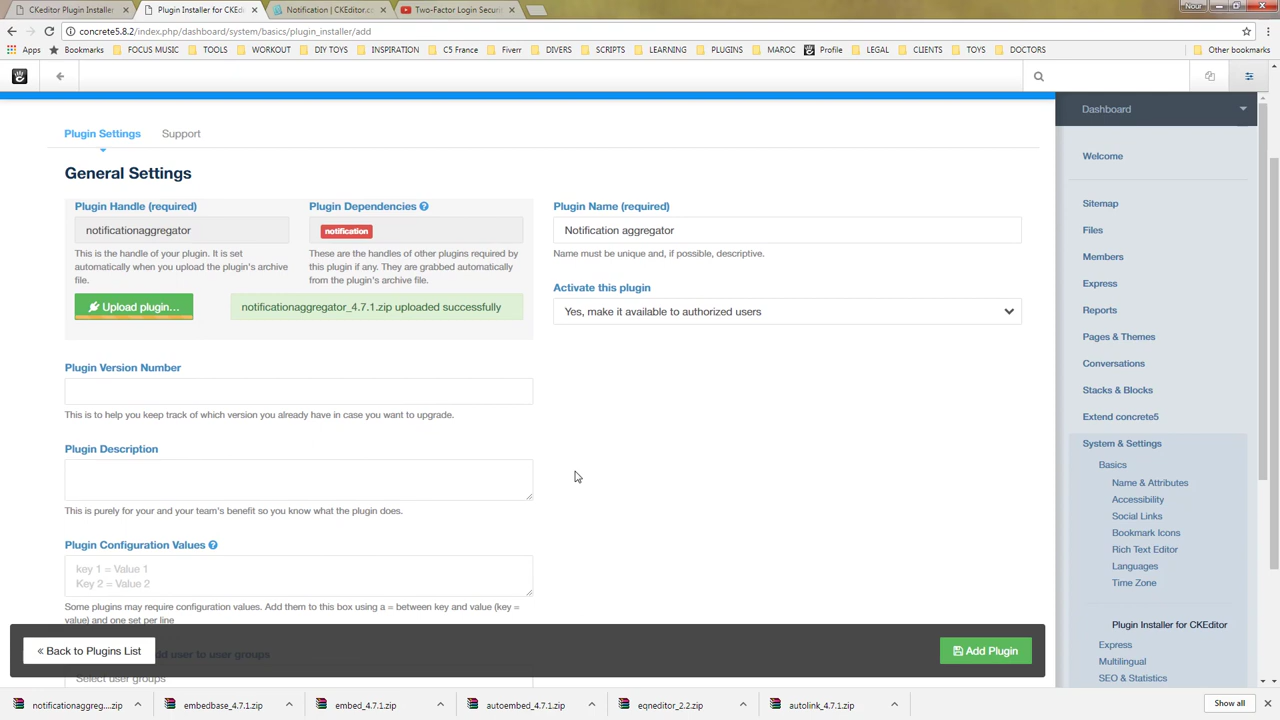 CKeditor Plugin Installer
Plugin Installer for CKEd
Notification | CKEditor.c
Two-Factor Login Securi
Nour
concrete5.8.2/index.php/dashboard/system/basics/plugin_installer/add
Apps
Bookmarks
FOCUS MUSIC
TOOLS
WORKOUT
DIY TOYS
INSPIRATION
C5 France
Fiverr
DIVERS
SCRIPTS
LEARNING
PLUGINS
MAROC
Profile
LEGAL
CLIENTS
TOYS
DOCTORS
Other bookmarks
Plugin Settings
Support
General Settings
Plugin Handle (required)
notificationaggregator
This is the handle of your plugin. It is set
automatically when you upload the plugin's archive
file.
Plugin Dependencies
notification
These are the handles of other plugins required by
this plugin if any. They are grabbed automatically
from the plugin's archive file.
Upload plugin...
notificationaggregator_4.7.1.zip uploaded successfully
Plugin Name (required)
Notification aggregator
Name must be unique and, if possible, descriptive.
Activate this plugin
Yes, make it available to authorized users
Plugin Version Number
This is to help you keep track of which version you already have in case you want to upgrade.
Plugin Description
This is purely for your and your team's benefit so you know what the plugin does.
Plugin Configuration Values
key 1 = Value 1
Key 2 = Value 2
Some plugins may require configuration values. Add them to this box using a = between key and value (key =
value) and one set per line
dd user to user groups
Select user groups
« Back to Plugins List
Add Plugin
Dashboard
Welcome
Sitemap
Files
Members
Express
Reports
Pages & Themes
Conversations
Stacks & Blocks
Extend concrete5
System & Settings
Basics
Name & Attributes
Accessibility
Social Links
Bookmark Icons
Rich Text Editor
Languages
Time Zone
Plugin Installer for CKEditor
Express
Multilingual
SEO & Statistics
notificationaggreg....zip
embedbase_4.7.1.zip
embed_4.7.1.zip
autoembed_4.7.1.zip
eqneditor_2.2.zip
autolink_4.7.1.zip
Show all